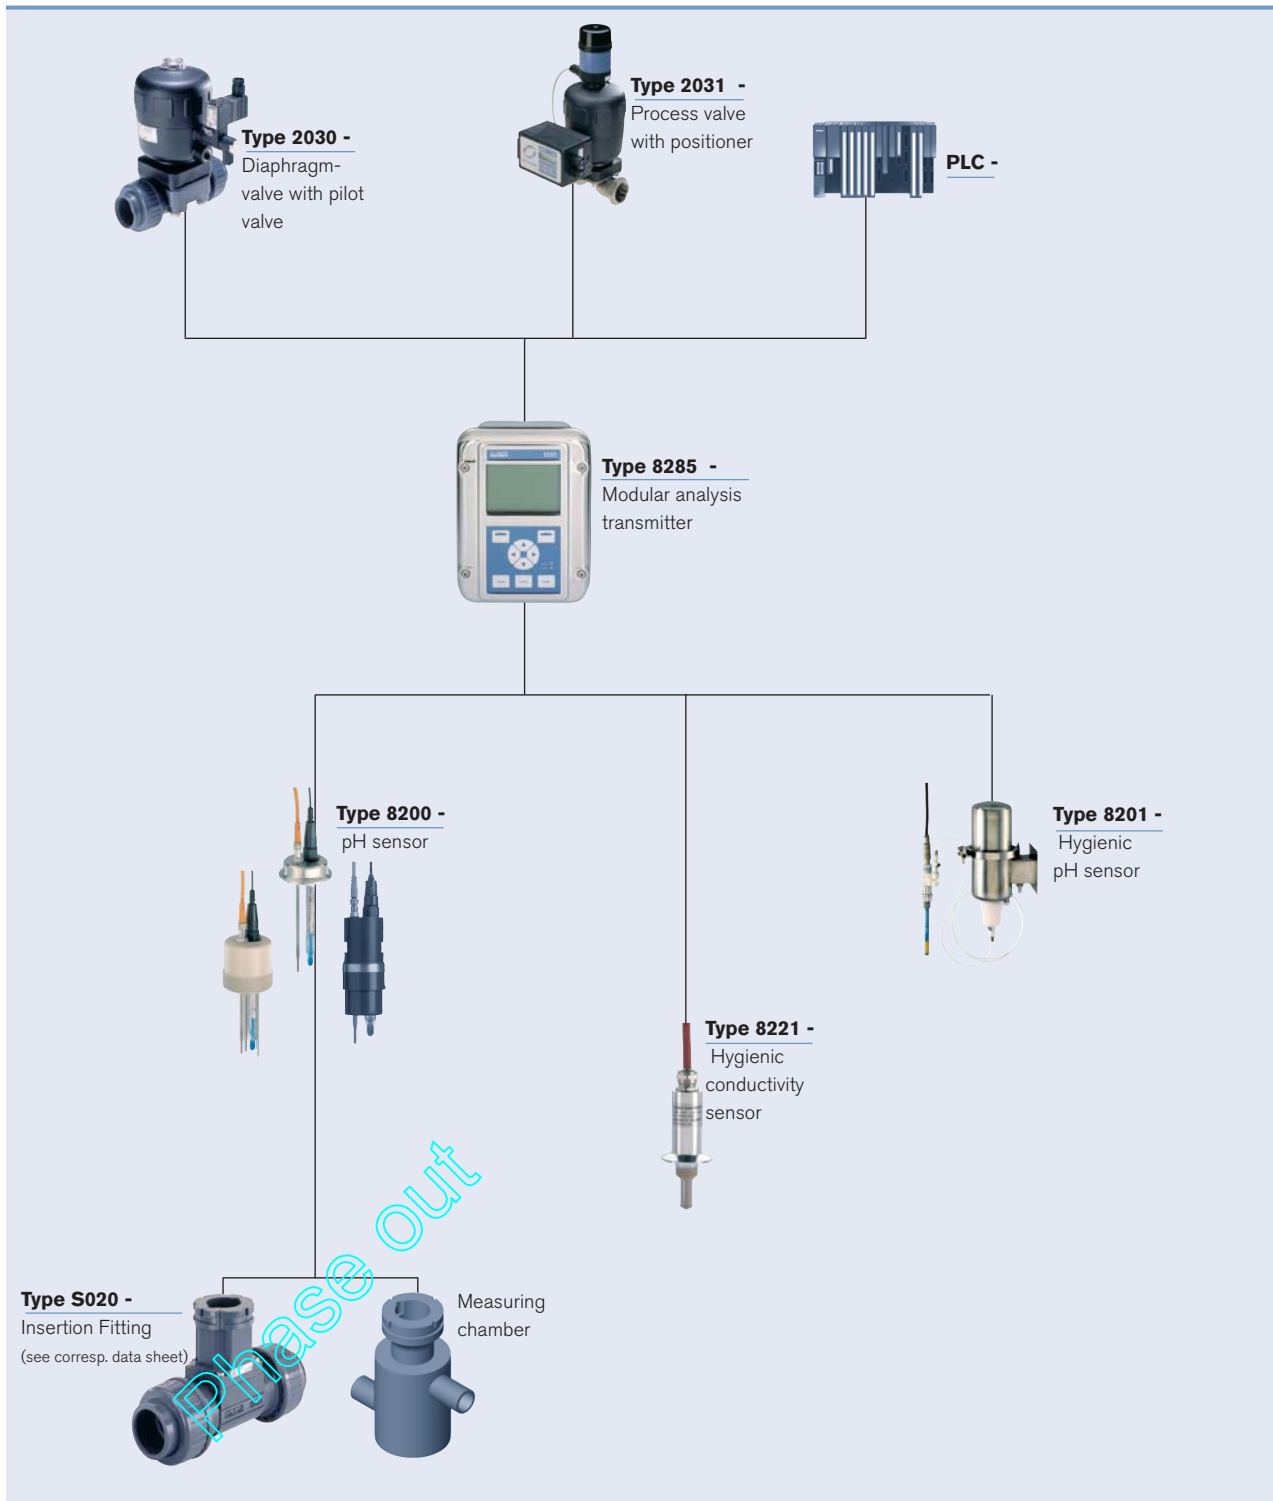 Type 2030 -
Diaphragm-
valve with pilot
valve
Type 2031 -
Process valve
with positioner
PLC -
Type 8285 -
Modular analysis
transmitter
Type 8200 -
pH sensor
Type 8201 -
Hygienic
pH sensor
Type 8221 -
Hygienic
conductivity
sensor
Type S020 -
Insertion Fitting
(see corresp. data sheet)
Measuring
chamber
Phase out